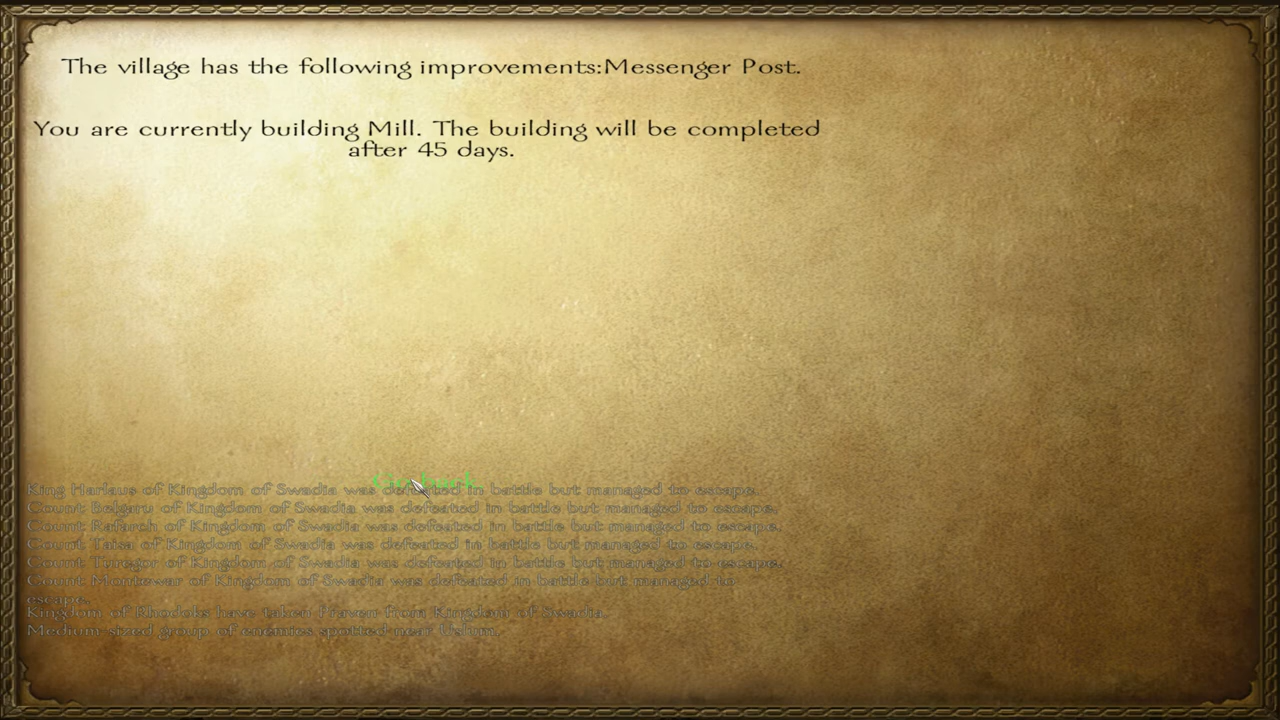 The village has the following improvements:Messenger Post.
You are currently building Mill. The building will be completed
after 45 days.
Go back
King Harlaus of Kingdom of Swadia was defeated in battle but managed to escape.
Count Belgaru of Kingdom of Swadia was defeated in battle but managed to escape.
Count Rafarch of Kingdom of Swadia was defeated in battle but managed to escape.
Count Taisa of Kingdom of Swadia was defeated in battle but managed to escape.
Count Turegor of Kingdom of Swadia was defeated in battle but managed to escape.
Count Montewar of Kingdom of Swadia was defeated in battle but managed to
escape.
Kingdom of Rhodoks have taken Praven from Kingdom of Swadia.
Medium-sized group of enemies spotted near Uslum.